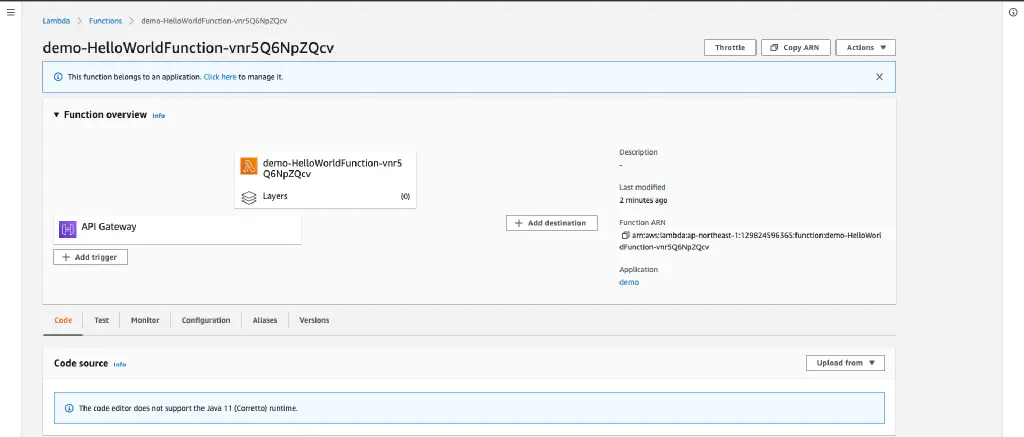 Lambda > Functions > demo-HelloWorldFunction-vnr5Q6NpZQcv
demo-HelloWorldFunction-vnr5Q6NpZQcv
Throttle
Copy ARN
Actions
This function belongs to an application. Click here to manage it.
Function overview Info
demo-HelloWorldFunction-vnr5
Q6NpZQcv
Layers (0)
API Gateway
+ Add trigger
+ Add destination
Description
-
Last modified
2 minutes ago
Function ARN
arn:aws:lambda:ap-northeast-1:129824596365:function:demo-HelloWorl
dFunction-vnr5Q6NpZQcv
Application
demo
Code
Test
Monitor
Configuration
Aliases
Versions
Code source Info
Upload from
The code editor does not support the Java 11 (Corretto) runtime.